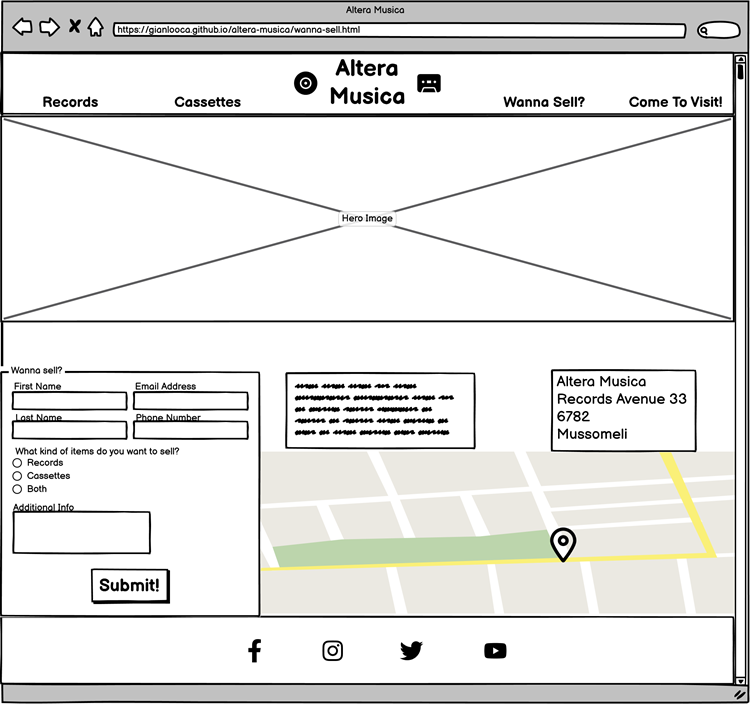 Altera Musica
https://gianlooca.github.io/altera-musica/wanna-sell.html
Altera
Musica
Records
Cassettes
Wanna Sell?
Come To Visit!
Hero Image
Wanna sell?
First Name
Email Address
Last Name
Phone Number
What kind of items do you want to sell?
Records
Cassettes
Both
Additional Info
Submit!
Altera Musica
Records Avenue 33
6782
Mussomeli